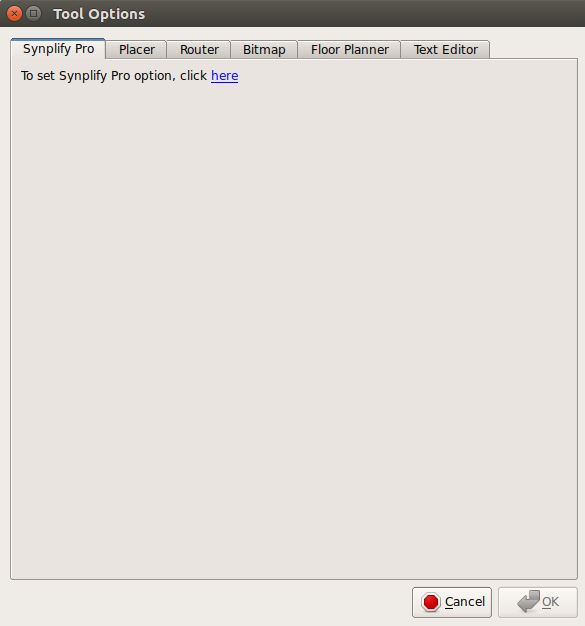 Tool Options
Synplify Pro Placer Router Bitmap Floor Planner Text Editor
To set Synplify Pro option, click here
Cancel OK